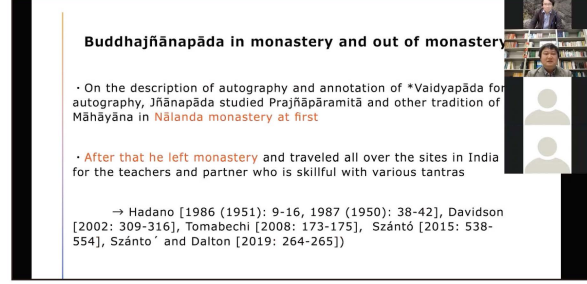 Buddhajñānapāda in monastery and out of monastery
・On the description of autography and annotation of *Vaidyapāda for
autography, Jñānapāda studied Prajñāpāramitā and other tradition of
Māhāyāna in Nālanda monastery at first
・After that he left monastery and traveled all over the sites in India
for the teachers and partner who is skillful with various tantras
→ Hadano [1986 (1951): 9-16, 1987 (1950): 38-42], Davidson
[2002: 309-316], Tomabechi [2008: 173-175], Szántó [2015: 538-
554], Szánto´ and Dalton [2019: 264-265])